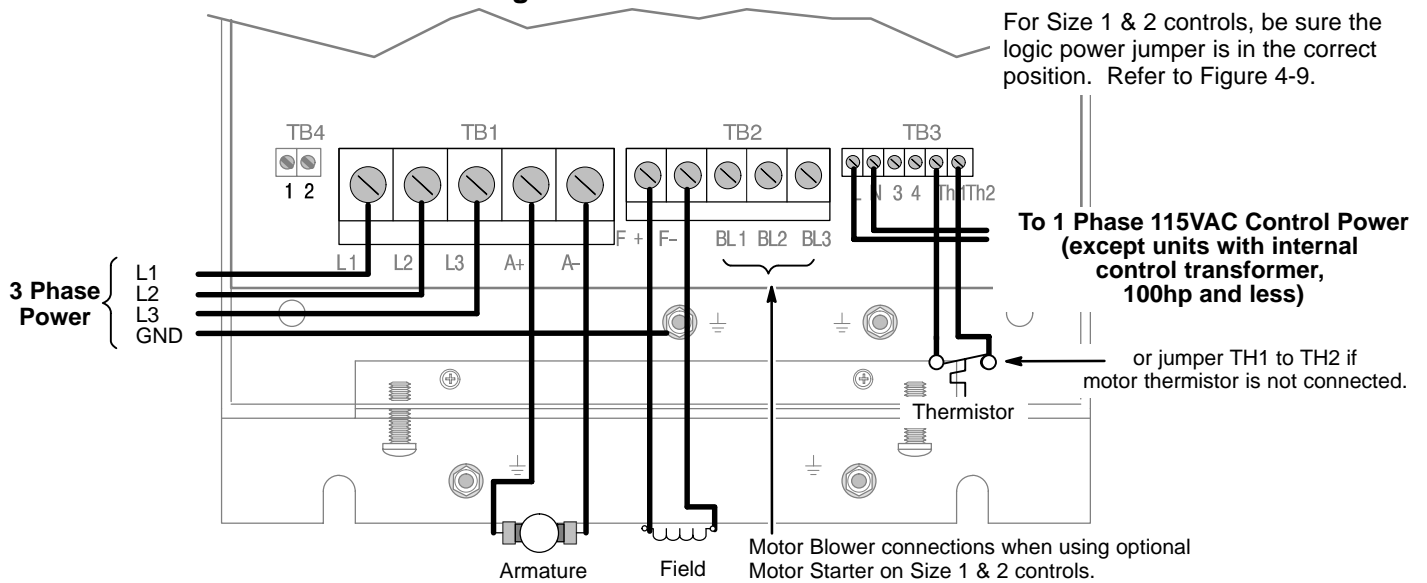 For Size 1 & 2 controls, be sure the
logic power jumper is in the correct
position. Refer to Figure 4-9.
TB4
TB1
TB2
TB3
1 2
L N 3 4 Th1 Th2
F + F- BL1 BL2 BL3
L1 L2 L3 A+ A-
To 1 Phase 115VAC Control Power
(except units with internal
control transformer,
100hp and less)
3 Phase
Power
L1
L2
L3
GND
or jumper TH1 to TH2 if
motor thermistor is not connected.
Thermistor
Armature
Field
Motor Blower connections when using optional
Motor Starter on Size 1 & 2 controls.